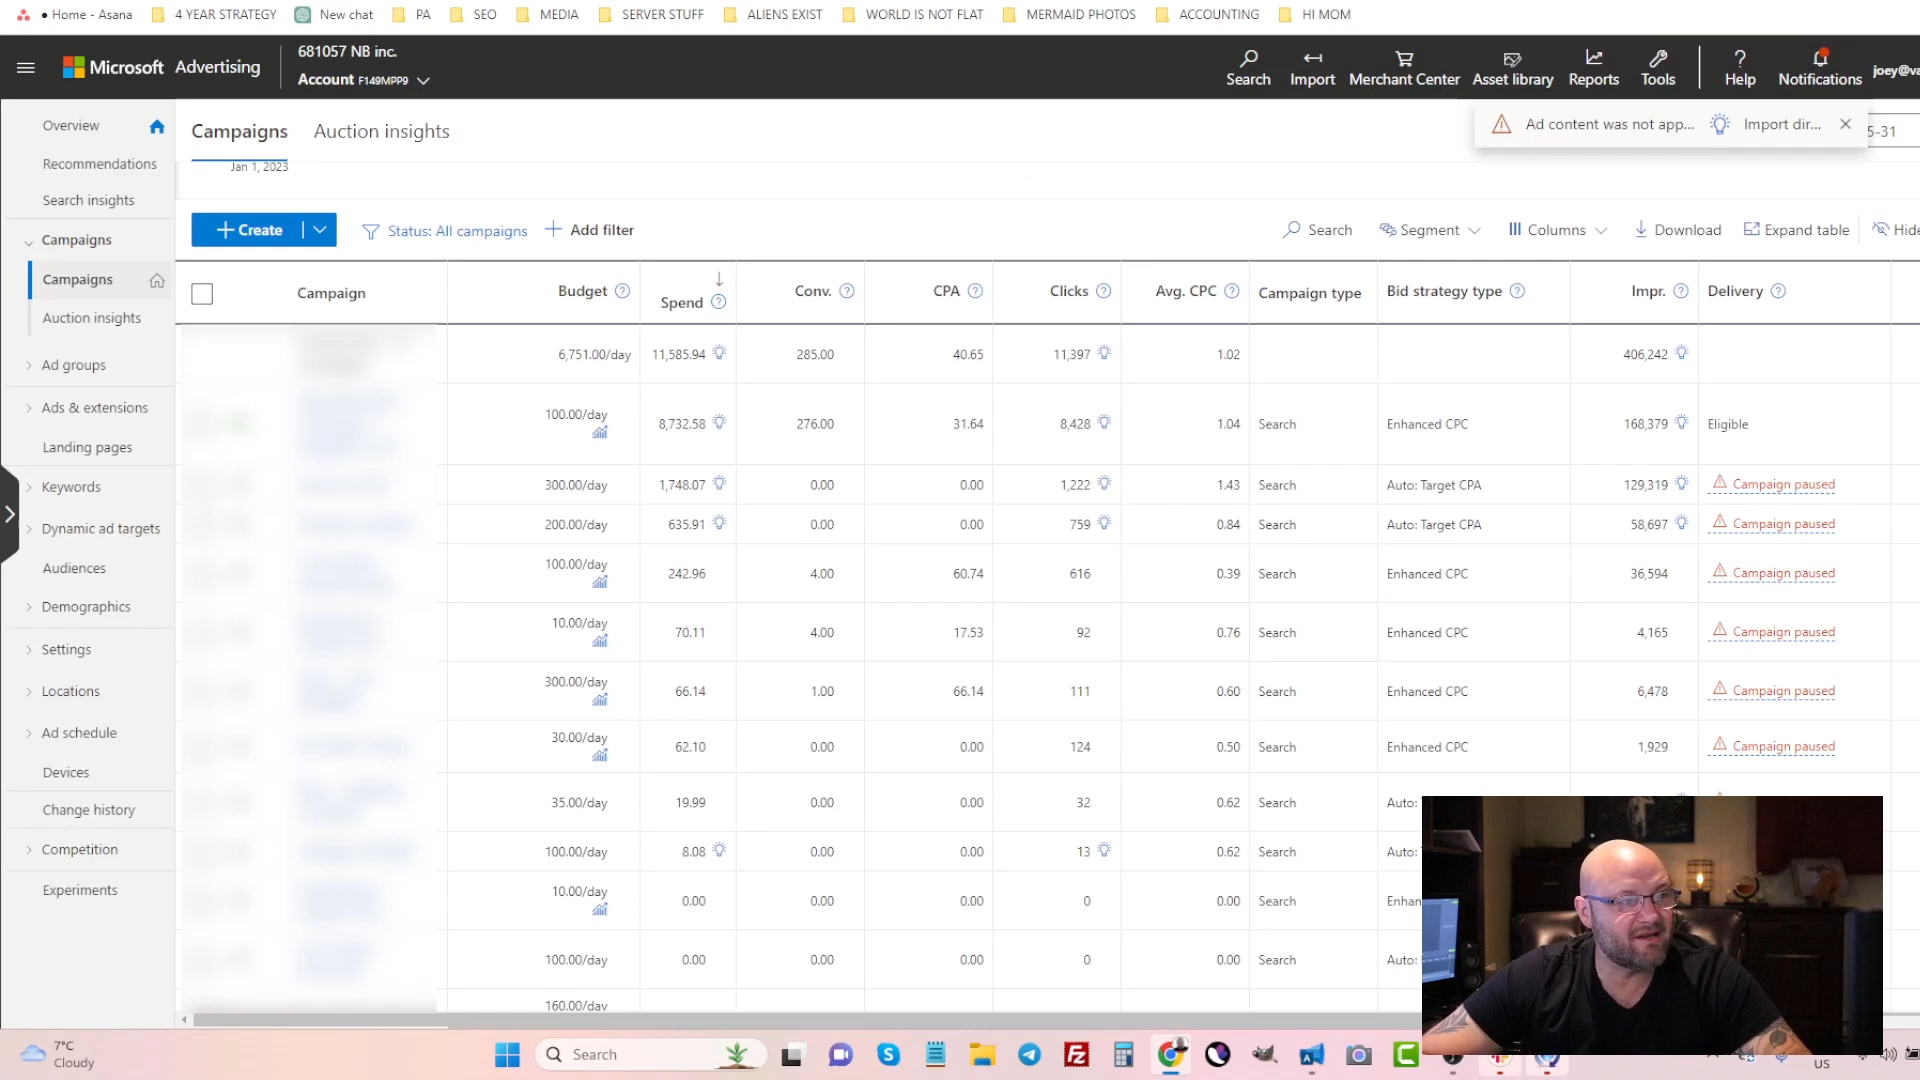 Home - Asana 4 YEAR STRATEGY New chat PA SEO MEDIA SERVER STUFF ALIENS EXIST WORLD IS NOT FLAT MERMAID PHOTOS ACCOUNTING HI MOM
Microsoft Advertising
681057 NB inc.
Account F149MPP9
Search Import Merchant Center Asset library Reports Tools Help Notifications
joey@va
Overview
Recommendations
Search insights
Campaigns
Campaigns
Auction insights
Ad groups
Ads & extensions
Landing pages
Keywords
Dynamic ad targets
Audiences
Demographics
Settings
Locations
Ad schedule
Devices
Change history
Competition
Experiments
Campaigns Auction insights
Ad content was not app... Import dir...
5-31
Jan 1, 2023
Create Status: All campaigns Add filter Search Segment Columns Download Expand table Hide
Campaign Budget Spend Conv. CPA Clicks Avg. CPC Campaign type Bid strategy type Impr. Delivery
6,751.00/day 11,585.94 285.00 40.65 11,397 1.02 406,242
100.00/day 8,732.58 276.00 31.64 8,428 1.04 Search Enhanced CPC 168,379 Eligible
300.00/day 1,748.07 0.00 0.00 1,222 1.43 Search Auto: Target CPA 129,319 Campaign paused
200.00/day 635.91 0.00 0.00 759 0.84 Search Auto: Target CPA 58,697 Campaign paused
100.00/day 242.96 4.00 60.74 616 0.39 Search Enhanced CPC 36,594 Campaign paused
10.00/day 70.11 4.00 17.53 92 0.76 Search Enhanced CPC 4,165 Campaign paused
300.00/day 66.14 1.00 66.14 111 0.60 Search Enhanced CPC 6,478 Campaign paused
30.00/day 62.10 0.00 0.00 124 0.50 Search Enhanced CPC 1,929 Campaign paused
35.00/day 19.99 0.00 0.00 32 0.62 Search Auto:
100.00/day 8.08 0.00 0.00 13 0.62 Search Auto:
10.00/day 0.00 0.00 0.00 0 0.00 Search Enhan
100.00/day 0.00 0.00 0.00 0 0.00 Search Auto:
160.00/day
7°C
Cloudy
Search
US